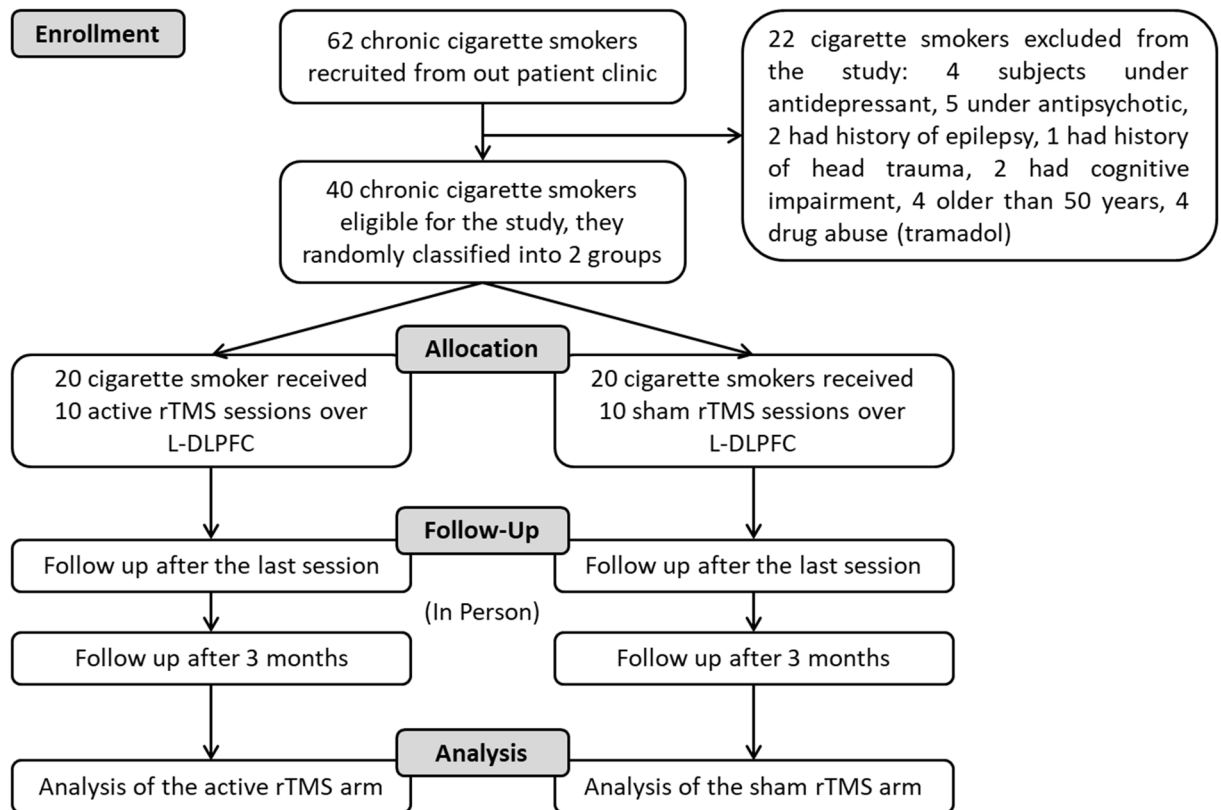 Enrollment
62 chronic cigarette smokers
recruited from out patient clinic
22 cigarette smokers excluded from
the study: 4 subjects under
antidepressant, 5 under antipsychotic,
2 had history of epilepsy, 1 had history
of head trauma, 2 had cognitive
impairment, 4 older than 50 years, 4
drug abuse (tramadol)
40 chronic cigarette smokers
eligible for the study, they
randomly classified into 2 groups
Allocation
20 cigarette smoker received
10 active rTMS sessions over
L-DLPFC
20 cigarette smokers received
10 sham rTMS sessions over
L-DLPFC
Follow-Up
Follow up after the last session
Follow up after the last session
(In Person)
Follow up after 3 months
Follow up after 3 months
Analysis
Analysis of the active rTMS arm
Analysis of the sham rTMS arm